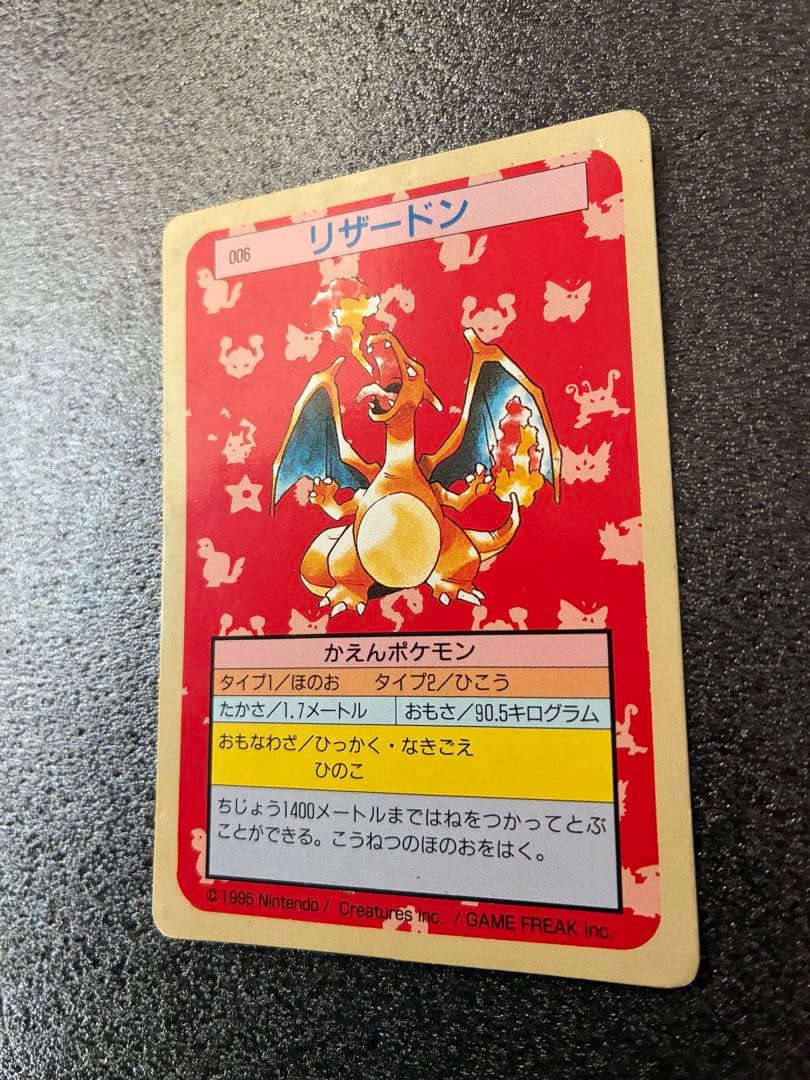 006 リザードン
かえんポケモン
タイプ1/ほのお タイプ2/ひこう
たかさ/1.7メートル おもさ/90.5キログラム
おもなわざ/ひっかく・なきごえ
ひのこ
ちじょう1400メートルまではねをつかってとぶ
ことができる。こうねつのほのおをはく。
©1995 Nintendo / Creatures inc. / GAME FREAK inc.